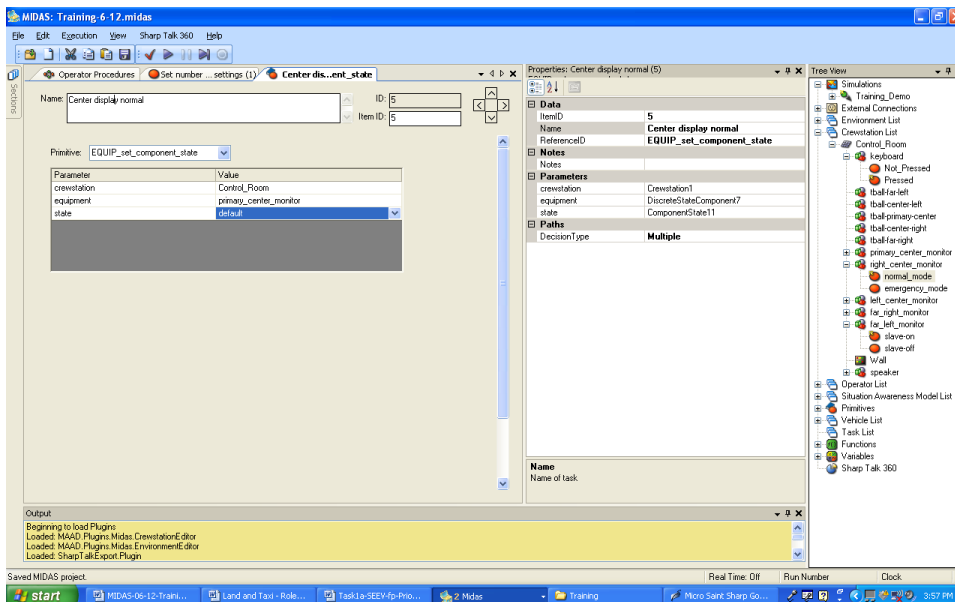 MIDAS: Training-6-12.midas
File Edit Execution View Sharp Talk 360 Help
Operator Procedures Set number ... settings (1) Center dis...ent_state
Sections
Name: Center display normal
ID: 5
Item ID: 5
Primitive: EQUIP_set_component_state
Parameter Value
crewstation Control_Room
equipment primary_center_monitor
state default
Properties: Center display normal (5)
Data
ItemID 5
Name Center display normal
ReferenceID EQUIP_set_component_state
Notes
Notes
Parameters
crewstation Crewstation1
equipment DiscreteStateComponent7
state ComponentState11
Paths
DecisionType Multiple
Name
Name of task
Tree View
Simulations
Training_Demo
External Connections
Environment List
Crewstation List
Control_Room
keyboard
Not_Pressed
Pressed
tball-far-left
tball-center-left
tball-primary-center
tball-center-right
tball-far-right
primary_center_monitor
right_center_monitor
normal_mode
emergency_mode
left_center_monitor
far_right_monitor
far_left_monitor
slave-on
slave-off
Wall
speaker
Operator List
Situation Awareness Model List
Primitives
Vehicle List
Task List
Functions
Variables
Sharp Talk 360
Output
Beginning to load Plugins
Loaded: MAAD.Plugins.Midas.CrewstationEditor
Loaded: MAAD.Plugins.Midas.EnvironmentEditor
Loaded: SharpTalkExport.Plugin
Saved MIDAS project. Real Time: Off Run Number Clock
start MIDAS-06-12-Traini... Land and Taxi - Role... Task1a-SEEV-fp-Prio... 2 Midas Training Micro Saint Sharp Go... 3:57 PM